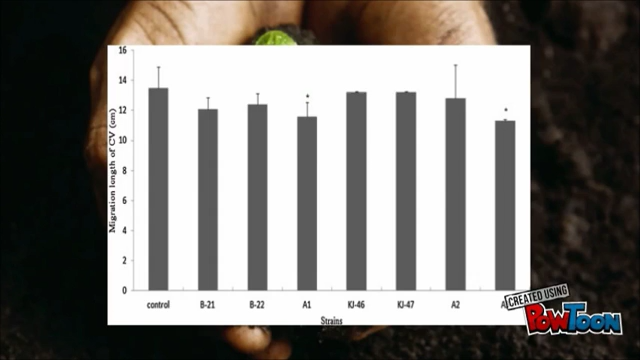 16
14
12
10
8
6
4
2
0
Migration length of CV (cm)
control B-21 B-22 A1 KJ-46 KJ-47 A2
Strains
CREATED USING
POWTOON